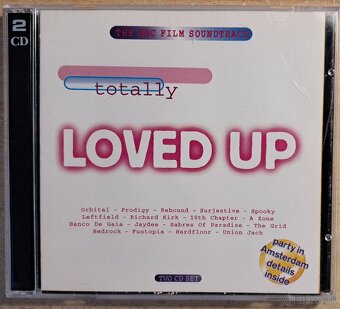 2
CD
THE BBC FILM SOUNDTRACK
totally
LOVED UP
Orbital - Prodigy - Rebound - Surjestive - Spooky
Leftfield - Richard Kirk - 10th Chapter - A Zone
Banco De Gaia - Jaydee - Sabres Of Paradise - The Grid
Redrock - Funtopia - Hardfloor - Union Jack
party in
Amsterdam
details
inside
TWO CD SET